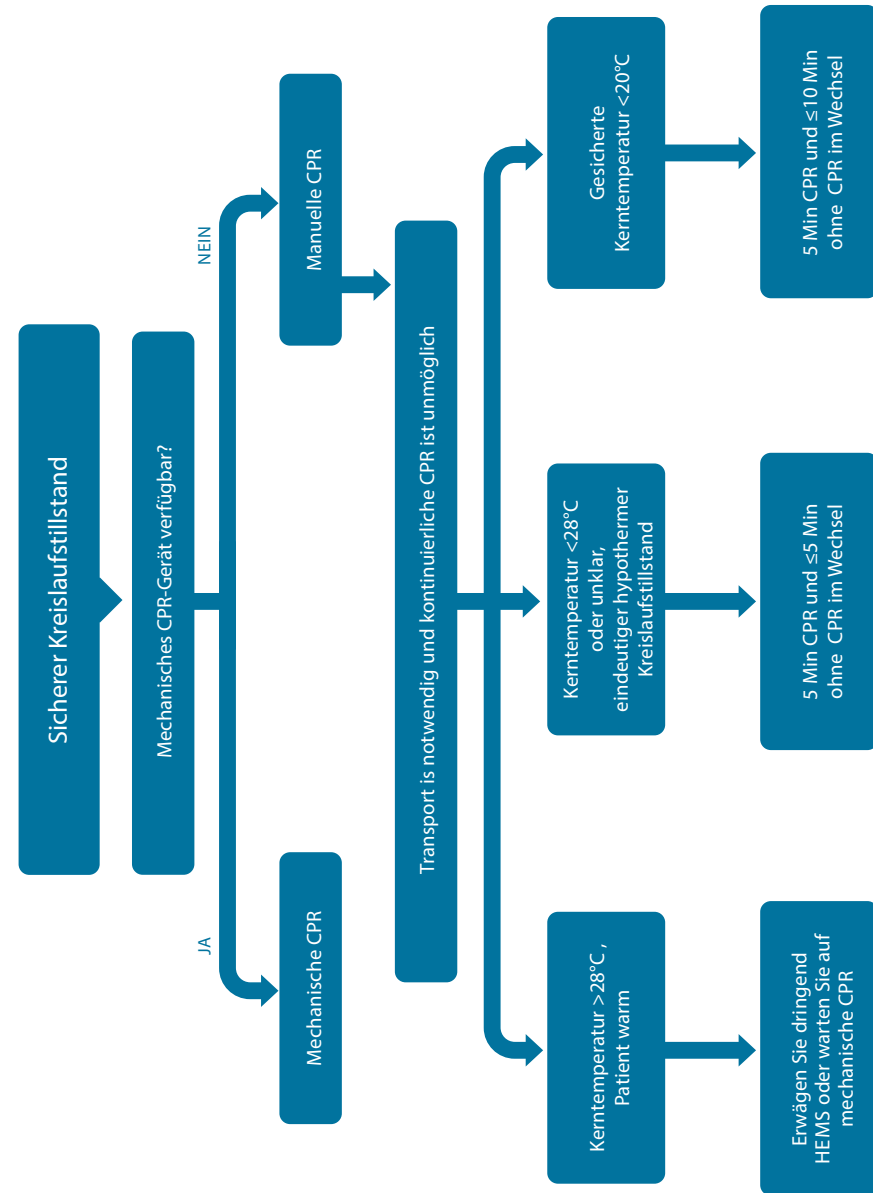 Sicherer Kreislaufstillstand
Mechanisches CPR-Gerät verfügbar?
JA
NEIN
Mechanische CPR
Manuelle CPR
Transport is notwendig und kontinuierliche CPR ist unmöglich
Kerntemperatur >28°C ,
Patient warm
Kerntemperatur <28°C
oder unklar,
eindeutiger hypothermer
Kreislaufstillstand
Gesicherte
Kerntemperatur <20°C
Erwägen Sie dringend
HEMS oder warten Sie auf
mechanische CPR
5 Min CPR und ≤5 Min
ohne CPR im Wechsel
5 Min CPR und ≤10 Min
ohne CPR im Wechsel